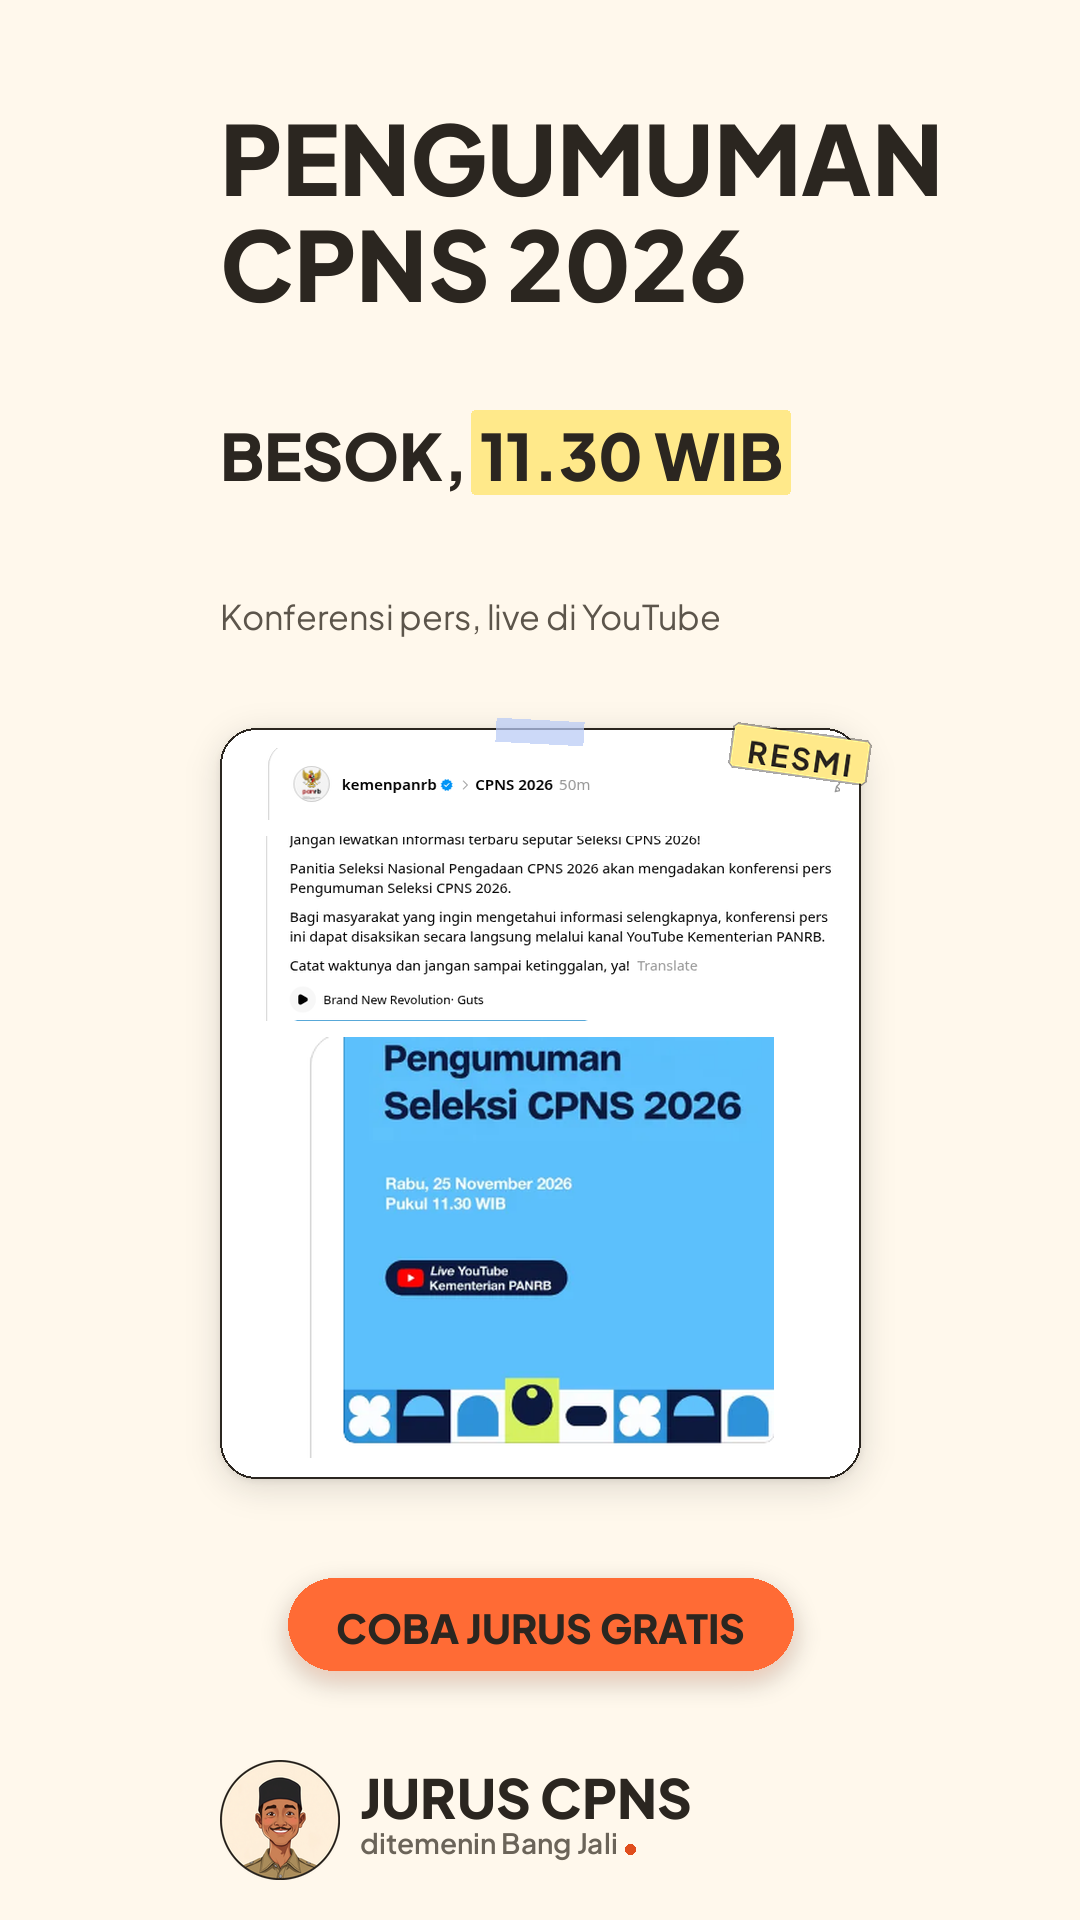 PENGUMUMAN
CPNS 2026
BESOK, 11.30 WIB
Konferensi pers, live di YouTube
RESMI
panrb
kemenpanrb > CPNS 2026 50m
Jangan lewatkan informasi terbaru seputar Seleksi CPNS 2026!
Panitia Seleksi Nasional Pengadaan CPNS 2026 akan mengadakan konferensi pers
Pengumuman Seleksi CPNS 2026.
Bagi masyarakat yang ingin mengetahui informasi selengkapnya, konferensi pers
ini dapat disaksikan secara langsung melalui kanal YouTube Kementerian PANRB.
Catat waktunya dan jangan sampai ketinggalan, ya! Translate
Brand New Revolution· Guts
Pengumuman
Seleksi CPNS 2026
Rabu, 25 November 2026
Pukul 11.30 WIB
Live YouTube
Kementerian PANRB
COBA JURUS GRATIS
JURUS CPNS
ditemenin Bang Jali